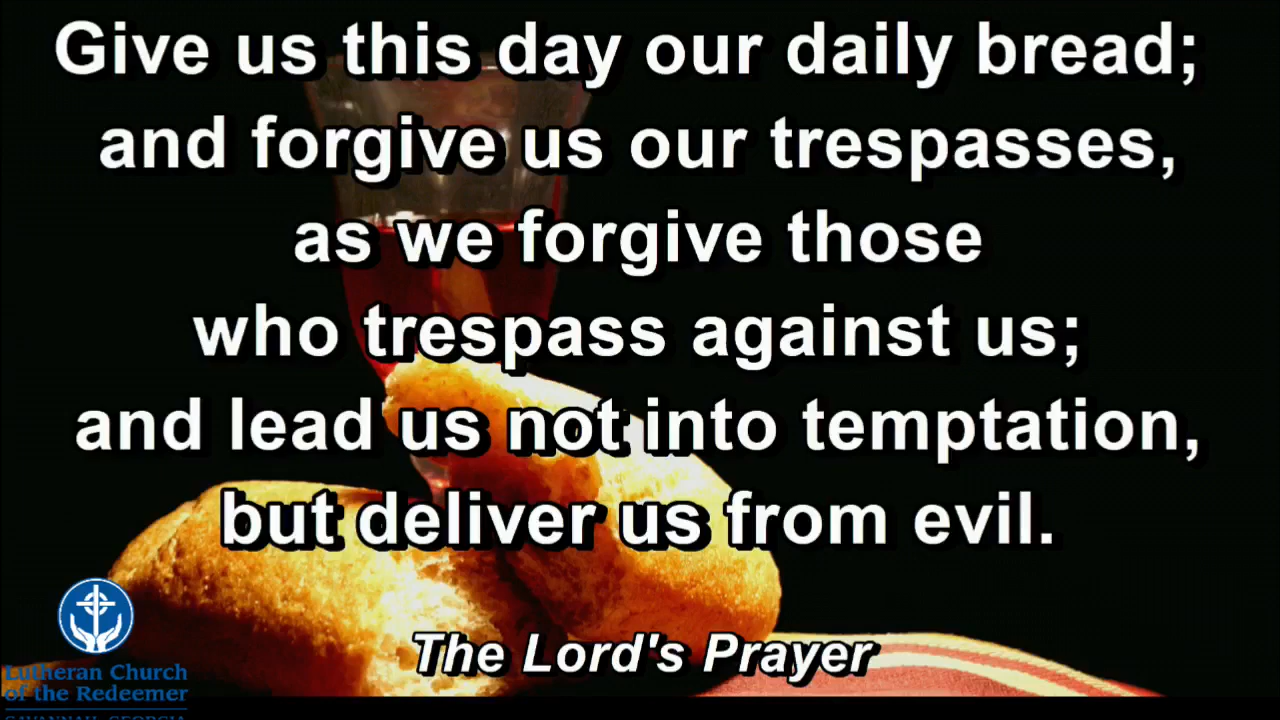 Give us this day our daily bread;
and forgive us our trespasses,
as we forgive those
who trespass against us;
and lead us not into temptation,
but deliver us from evil.
The Lord's Prayer
Lutheran Church
of the Redeemer
SAVANNAH, GEORGIA